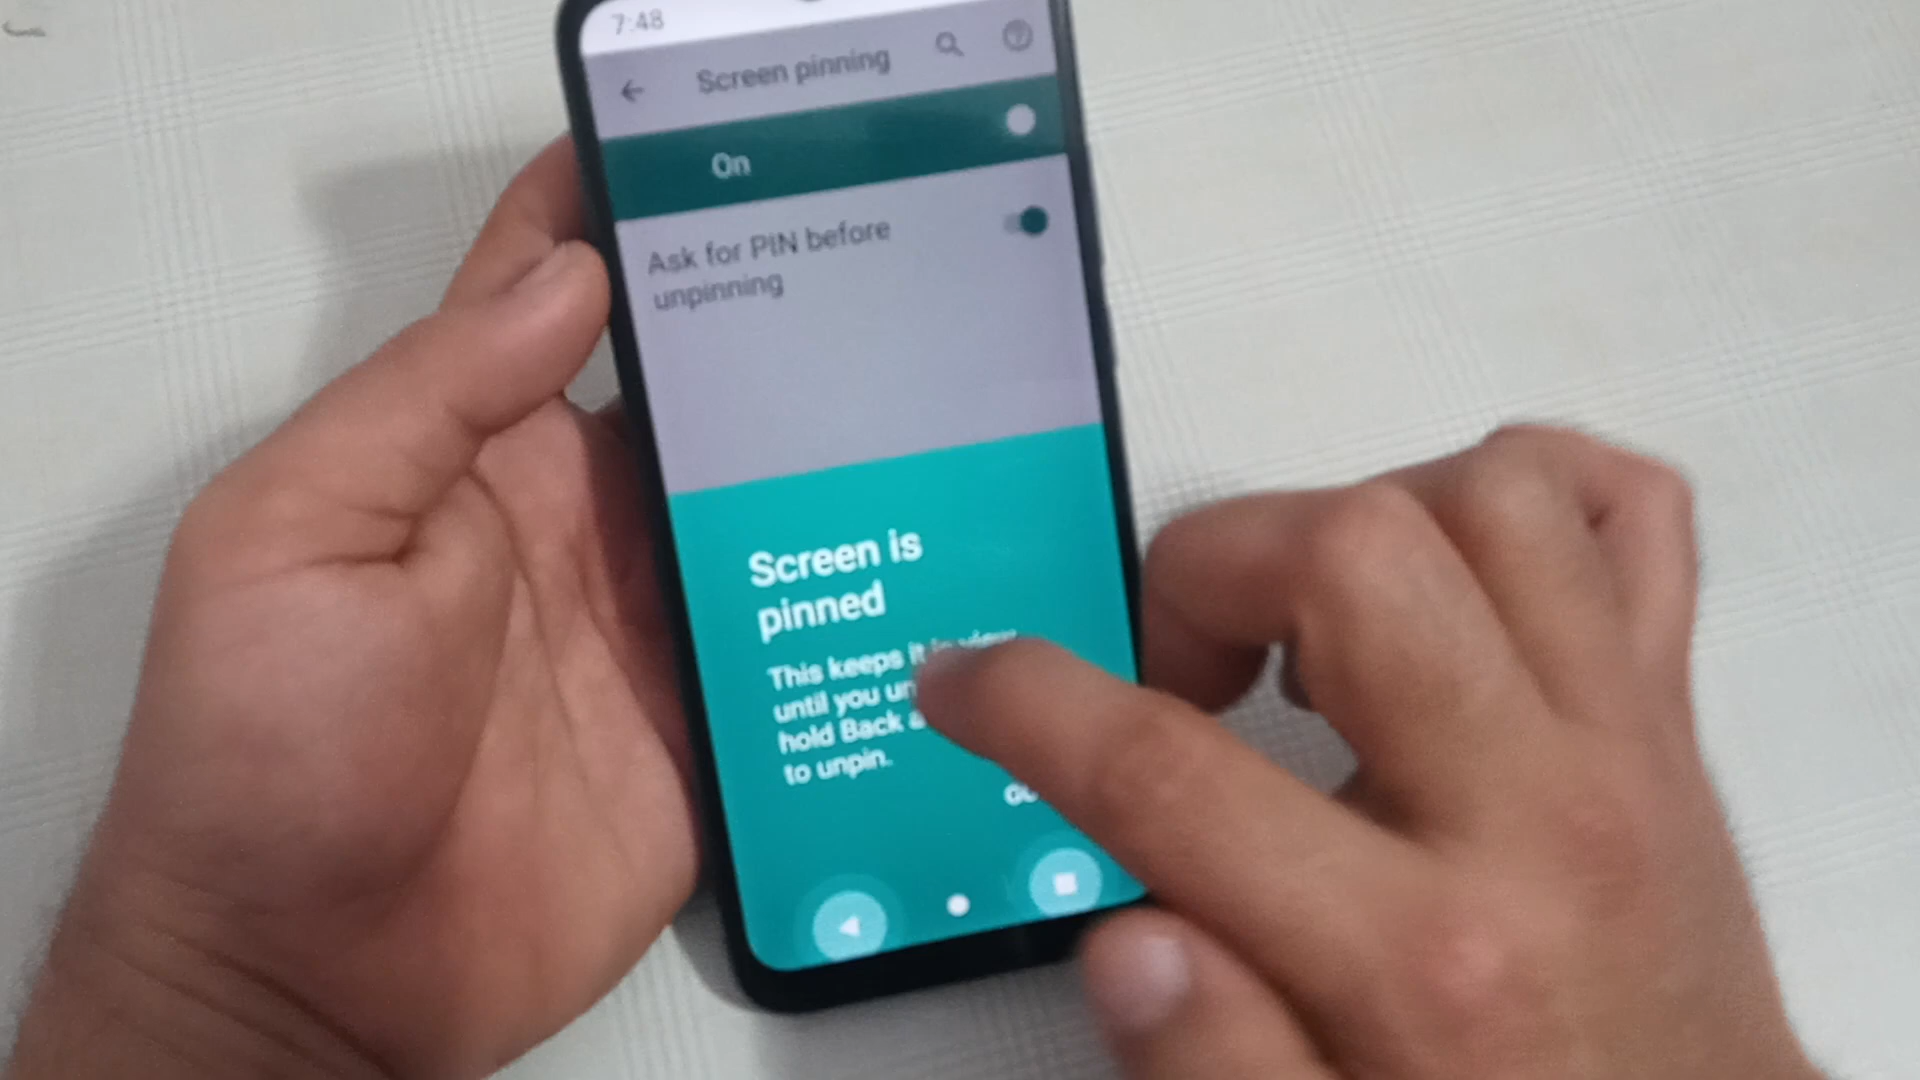 7:48
Screen pinning
On
Ask for PIN before
unpinning
Screen is
pinned
This keeps it in view
until you
hold Back
to unpin.